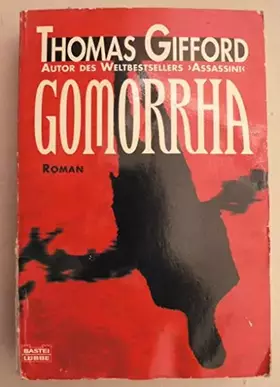 THOMAS GIFFORD
AUTOR DES WELTBESTSELLERS ›ASSASSINI‹
GOMORRHA
ROMAN
BASTEI
LÜBBE